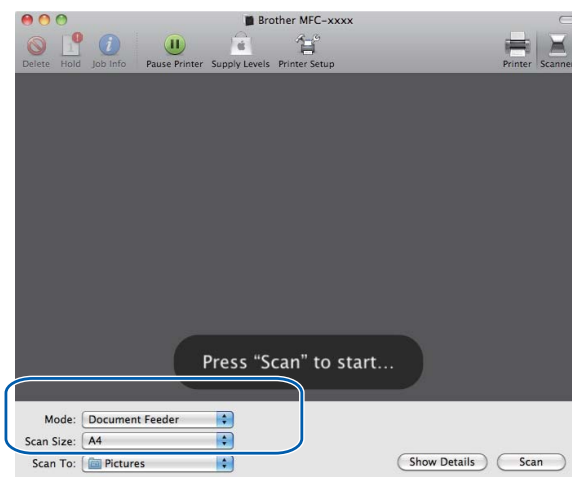 Brother MFC-xxxx
Delete Hold Job Info Pause Printer Supply Levels Printer Setup Printer Scanner
Press “Scan” to start...
Mode: Document Feeder
Scan Size: A4
Scan To: Pictures Show Details Scan